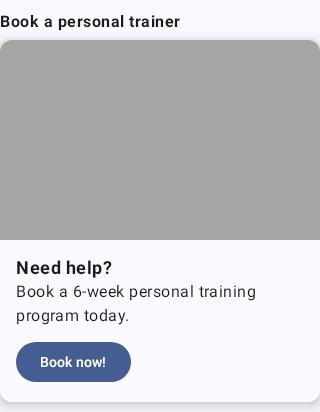 Book a personal trainer
Need help?
Book a 6-week personal training
program today.
Book now!